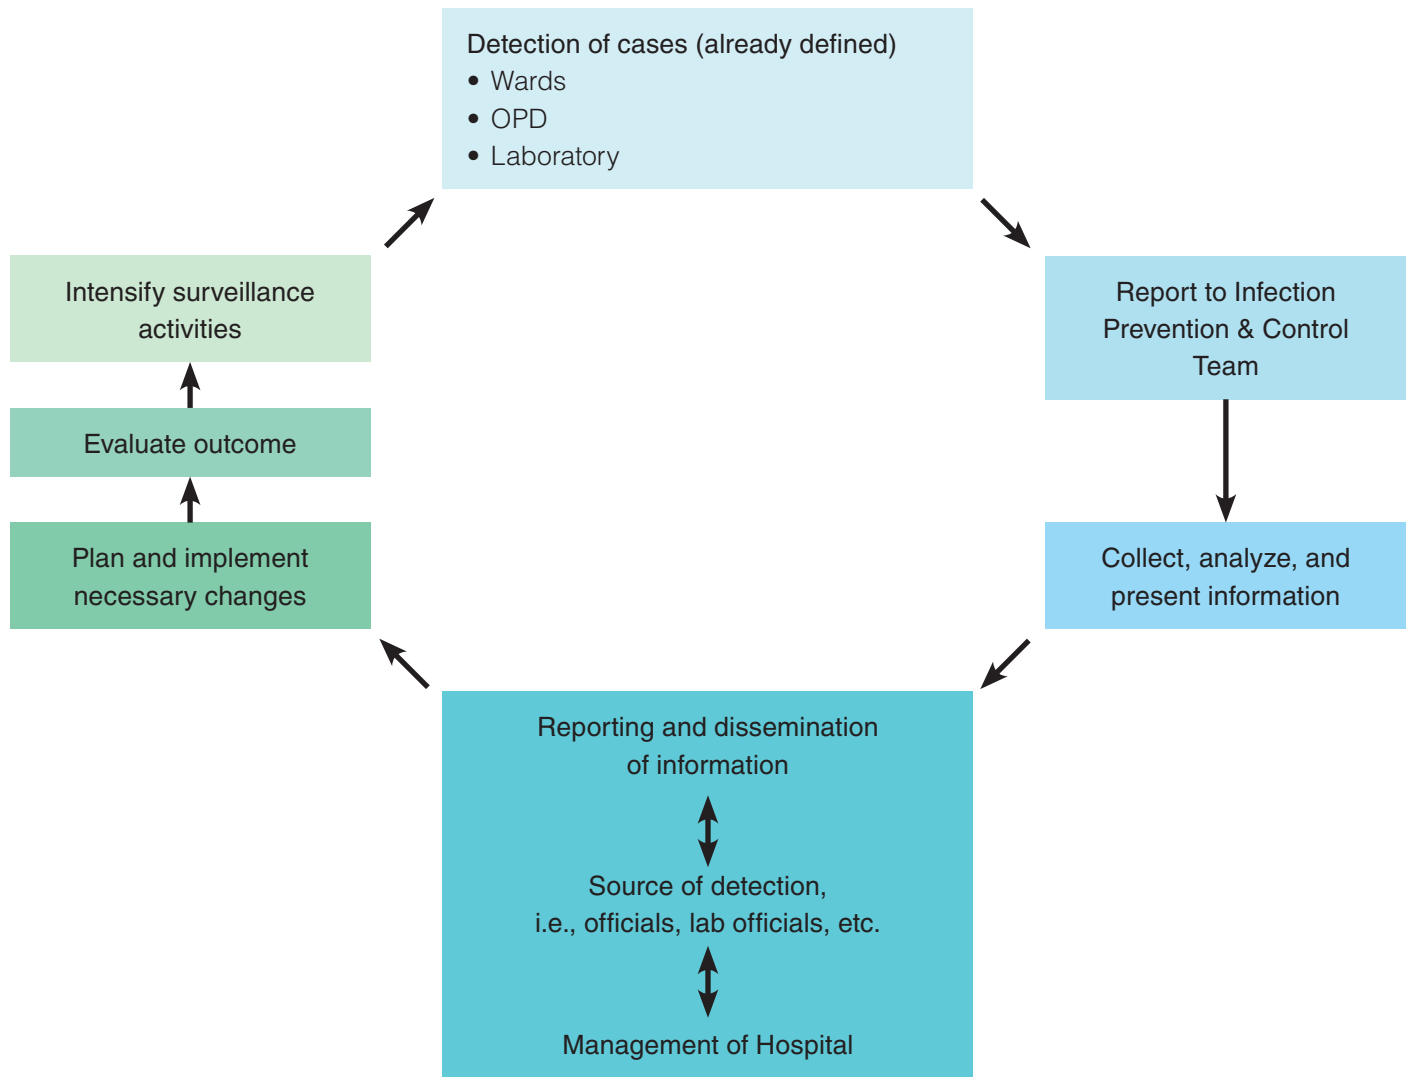 Detection of cases (already defined)
• Wards
• OPD
• Laboratory
Report to Infection
Prevention & Control
Team
Collect, analyze, and
present information
Reporting and dissemination
of information
Source of detection,
i.e., officials, lab officials, etc.
Management of Hospital
Plan and implement
necessary changes
Evaluate outcome
Intensify surveillance
activities